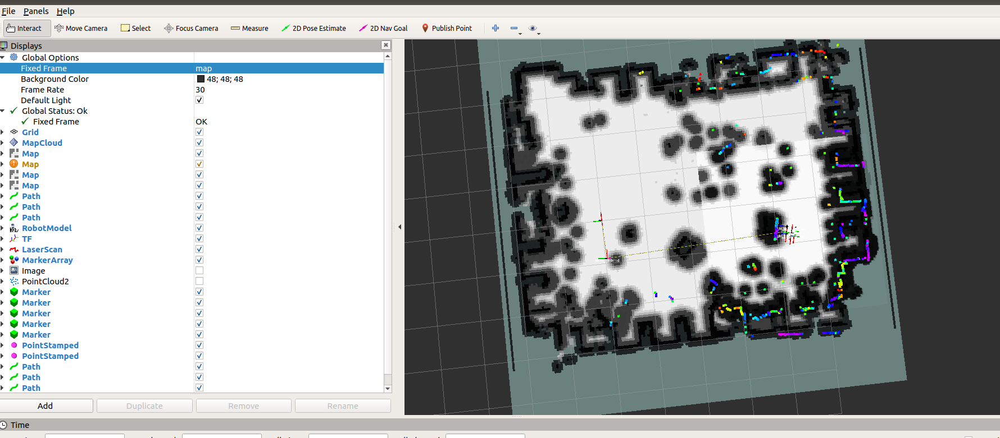 File Panels Help
Interact Move Camera Select Focus Camera Measure 2D Pose Estimate 2D Nav Goal Publish Point
Displays
Global Options
Fixed Frame map
Background Color 48; 48; 48
Frame Rate 30
Default Light
Global Status: Ok
Fixed Frame OK
Grid
MapCloud
Map
Map
Map
Map
Path
Path
Path
RobotModel
TF
LaserScan
MarkerArray
Image
PointCloud2
Marker
Marker
Marker
Marker
Marker
PointStamped
PointStamped
Path
Path
Path
Add Duplicate Remove Rename
Time